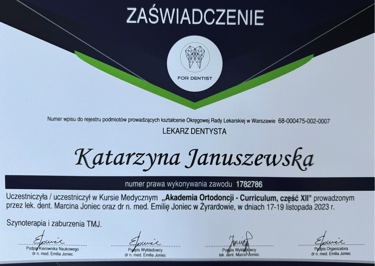 ZAŚWIADCZENIE
FOR DENTIST
Numer wpisu do rejestru podmiotów prowadzących kształcenie Okręgowej Rady Lekarskiej w Warszawie 68-000475-002-0007
LEKARZ DENTYSTA
Katarzyna Januszewska
numer prawa wykonywania zawodu 1782786
Uczestniczyła / uczestniczył w Kursie Medycznym „Akademia Ortodoncji - Curriculum, część XII" prowadzonym
przez lek. dent. Marcina Joniec oraz dr n. med. Emilię Joniec w Żyrardowie, w dniach 17-19 listopada 2023 r.
Szynoterapia i zaburzenia TMJ.
Podpis Kierownika Naukowego Podpis Wykładowcy Podpis Wykładowcy Podpis Organizatora
dr n. med. Emilia Joniec dr n. med. Emilia Joniec lek. dent. Marcin Joniec dr n. med. Emilia Joniec